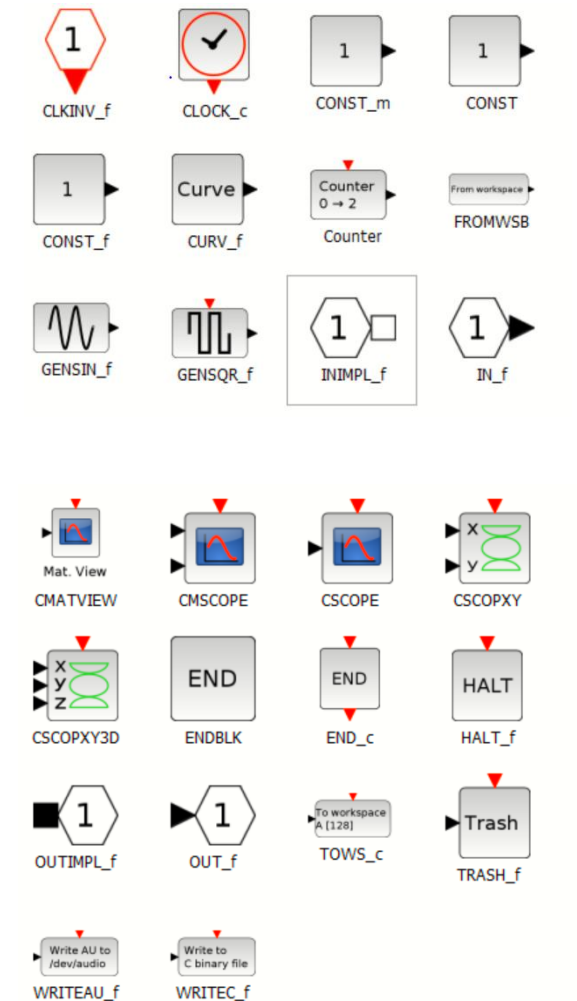 1
CLKINV_f
CLOCK_c
1
CONST_m
1
CONST
1
CONST_f
Curve
CURV_f
Counter
0 → 2
Counter
From workspace
FROMWSB
GENSIN_f
GENSQR_f
1
INIMPL_f
1
IN_f
Mat. View
CMATVIEW
CMSCOPE
CSCOPE
X
y
CSCOPXY
X
y
z
CSCOPXY3D
END
ENDBLK
END
END_c
HALT
HALT_f
1
OUTIMPL_f
1
OUT_f
To workspace
A [128]
TOWS_c
Trash
TRASH_f
Write AU to
/dev/audio
WRITEAU_f
Write to
C binary file
WRITEC_f